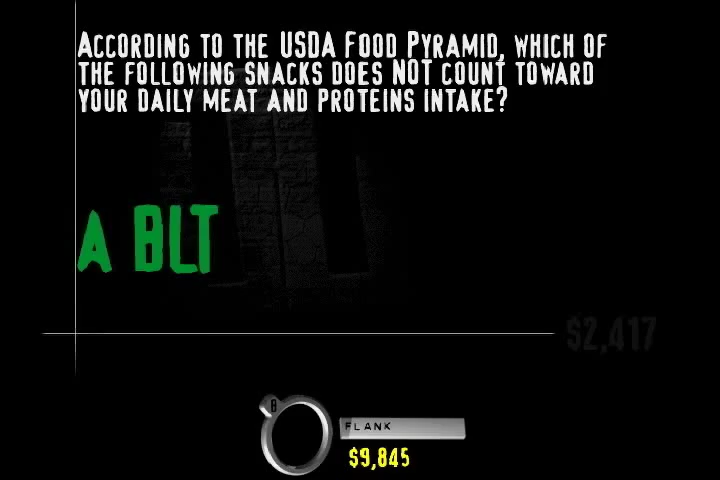 ACCORDING TO THE USDA FOOD PYRAMID, WHICH OF
THE FOLLOWING SNACKS DOES NOT COUNT TOWARD
YOUR DAILY MEAT AND PROTEINS INTAKE?
A BLT
$2,417
8
FLANK
$9,845